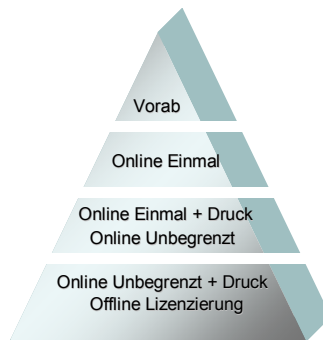 Vorab
Online Einmal
Online Einmal + Druck
Online Unbegrenzt
Online Unbegrenzt + Druck
Offline Lizenzierung